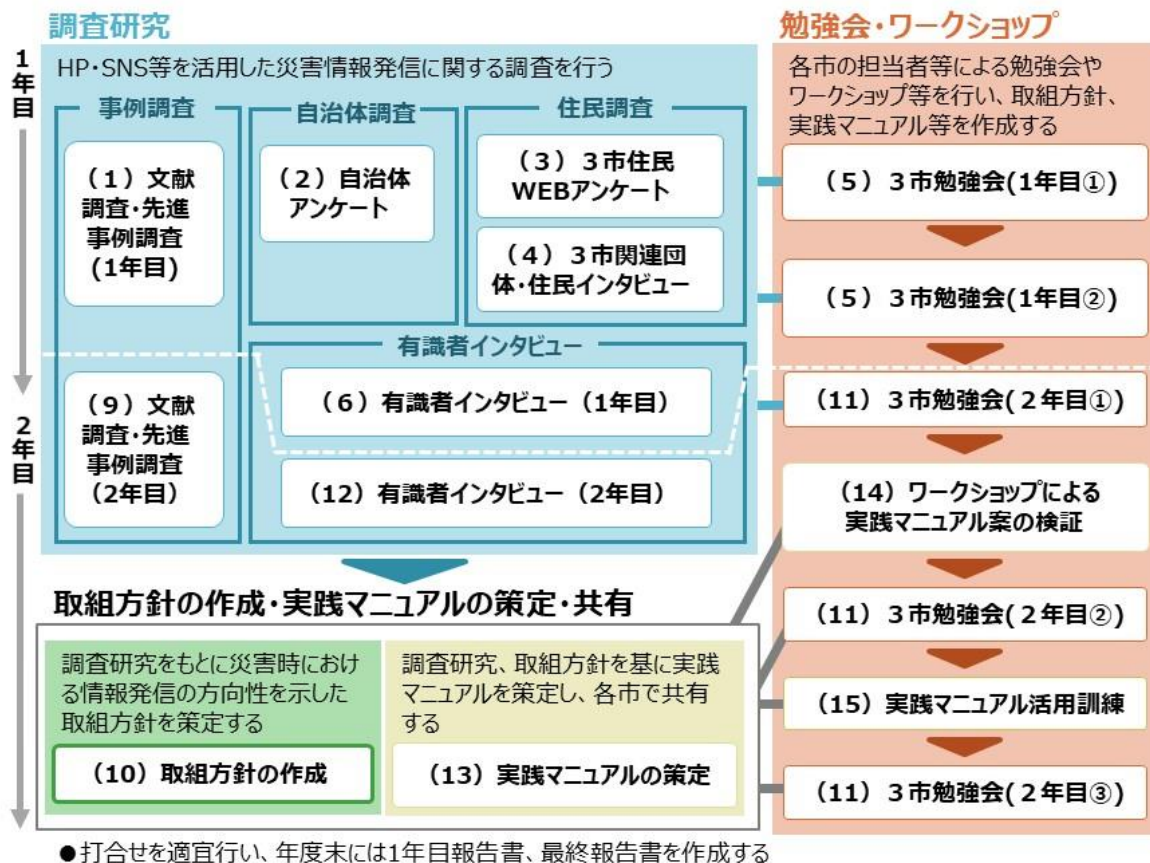 調査研究
1年目
2年目
HP・SNS等を活用した災害情報発信に関する調査を行う
事例調査
(1)文献
調査・先進
事例調査
(1年目)
(9)文献
調査・先進
事例調査
(2年目)
自治体調査
(2)自治体
アンケート
住民調査
(3)3市住民
WEBアンケート
(4)3市関連団
体・住民インタビュー
有識者インタビュー
(6)有識者インタビュー(1年目)
(12)有識者インタビュー(2年目)
勉強会・ワークショップ
各市の担当者等による勉強会や
ワークショップ等を行い、取組方針、
実践マニュアル等を作成する
(5)3市勉強会(1年目①)
(5)3市勉強会(1年目②)
(11)3市勉強会(2年目①)
(14)ワークショップによる
実践マニュアル案の検証
(11)3市勉強会(2年目②)
(15)実践マニュアル活用訓練
(11)3市勉強会(2年目③)
取組方針の作成・実践マニュアルの策定・共有
調査研究をもとに災害時におけ
る情報発信の方向性を示した
取組方針を策定する
(10)取組方針の作成
調査研究、取組方針を基に実践
マニュアルを策定し、各市で共有
する
(13)実践マニュアルの策定
●打合せを適宜行い、年度末には1年目報告書、最終報告書を作成する